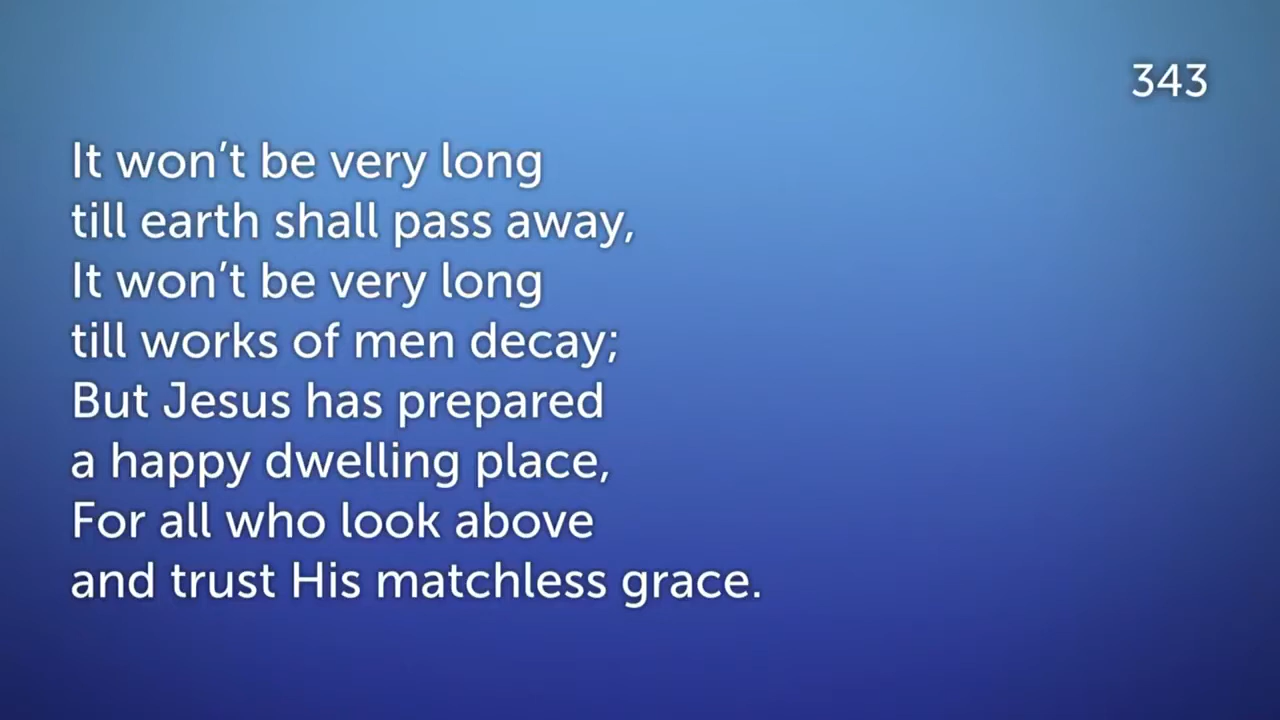 343
It won’t be very long
till earth shall pass away,
It won’t be very long
till works of men decay;
But Jesus has prepared
a happy dwelling place,
For all who look above
and trust His matchless grace.